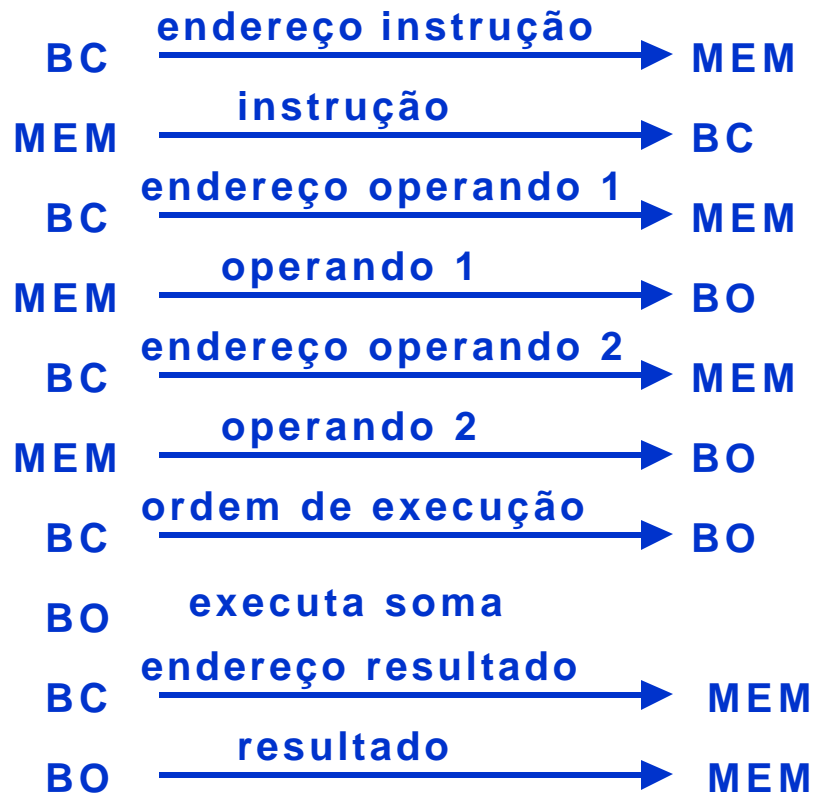 endereço instrução
BC MEM
instrução
MEM BC
endereço operando 1
BC MEM
operando 1
MEM BO
endereço operando 2
BC MEM
operando 2
MEM BO
ordem de execução
BC BO
BO executa soma
endereço resultado
BC MEM
resultado
BO MEM